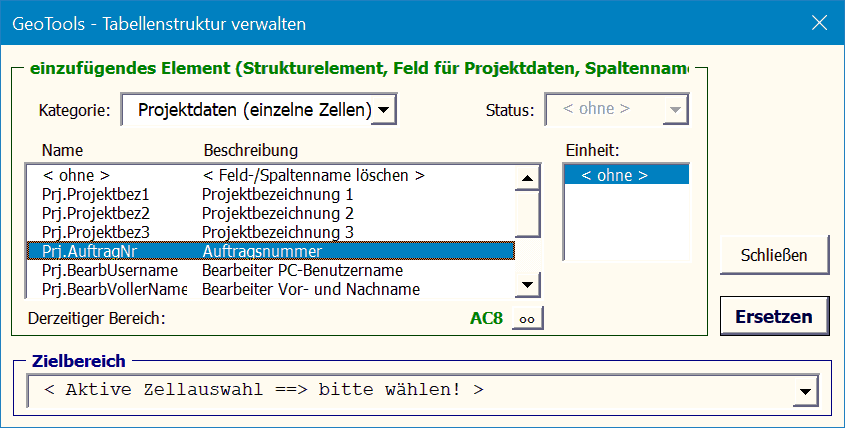 GeoTools - Tabellenstruktur verwalten
einzufügendes Element (Strukturelement, Feld für Projektdaten, Spaltenname
Kategorie: Projektdaten (einzelne Zellen) Status: < ohne >
Name Beschreibung Einheit:
< ohne > < Feld-/Spaltenname löschen > < ohne >
Prj.Projektbez1 Projektbezeichnung 1
Prj.Projektbez2 Projektbezeichnung 2
Prj.Projektbez3 Projektbezeichnung 3
Prj.AuftragNr Auftragsnummer
Schließen
Prj.BearbUsername Bearbeiter PC-Benutzername
Prj.BearbVollerName Bearbeiter Vor- und Nachname
Derzeitiger Bereich: AC8 oo
Ersetzen
Zielbereich
< Aktive Zellauswahl ==> bitte wählen! >